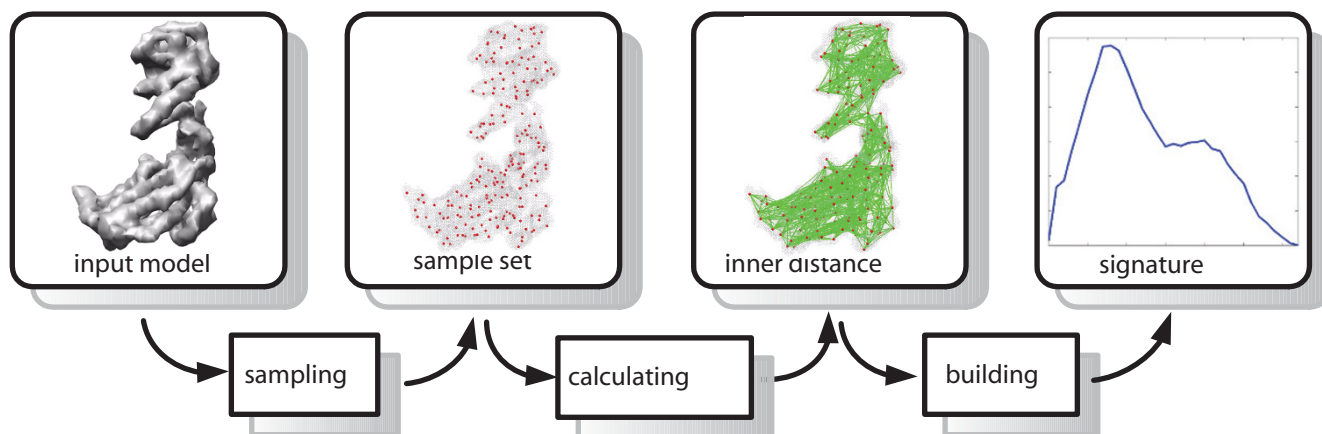 input model
sample set
inner distance
signature
sampling
calculating
building